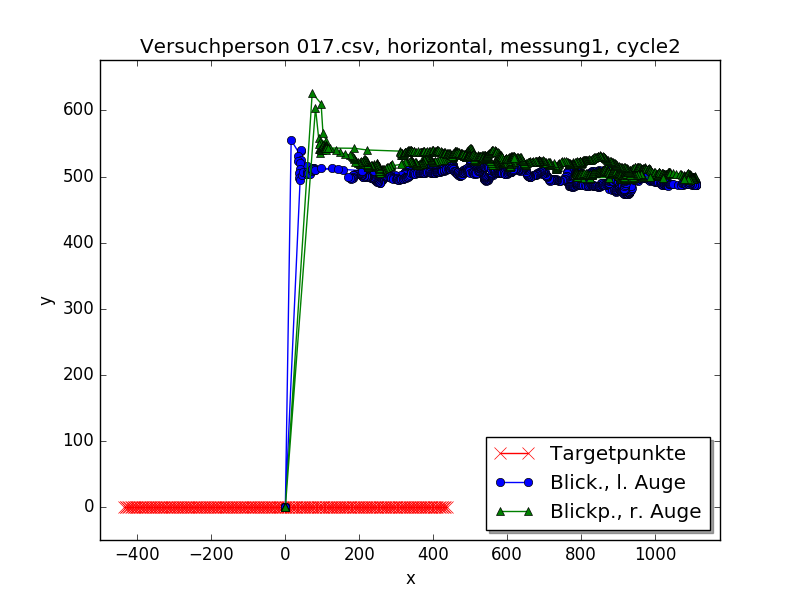 Versuchperson 017.csv, horizontal, messung1, cycle2
600
500
400
300
200
100
0
y
−400 −200 0 200 400 600 800 1000
x
Targetpunkte
Blick., l. Auge
Blickp., r. Auge